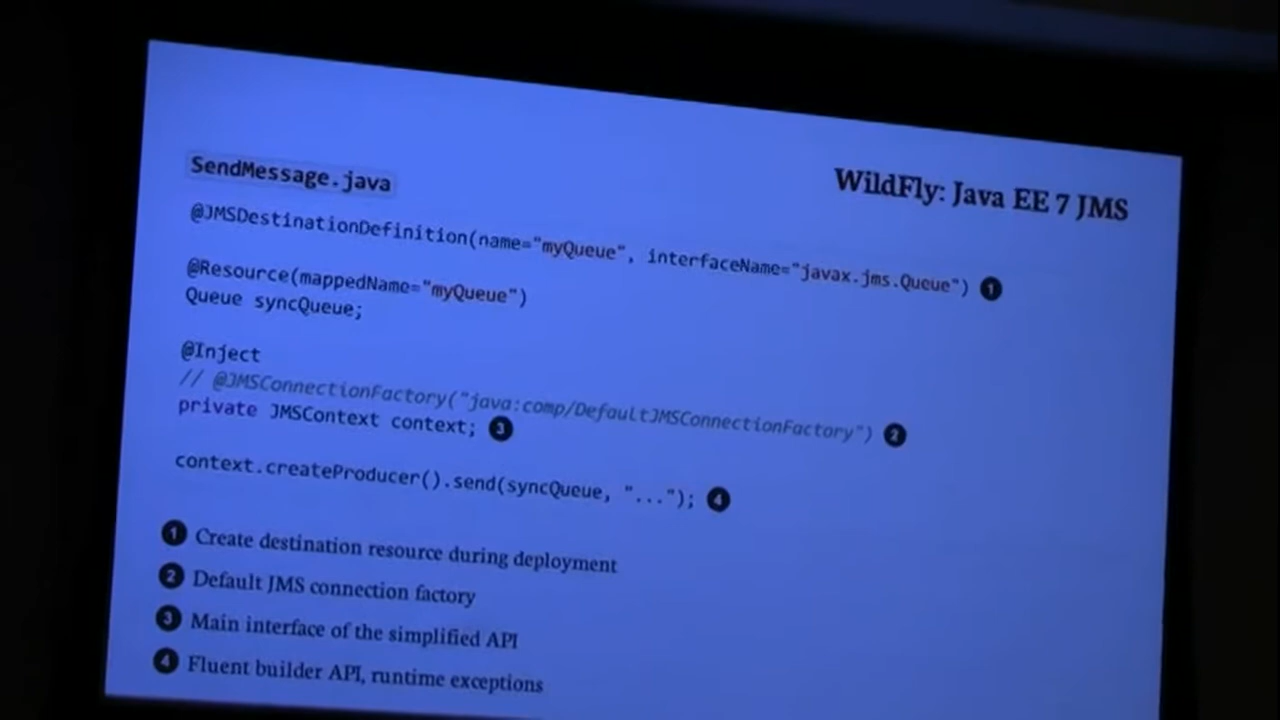 WildFly: Java EE 7 JMS
SendMessage.java
@JMSDestinationDefinition(name="myQueue", interfaceName="javax.jms.Queue") 1
@Resource(mappedName="myQueue")
Queue syncQueue;
@Inject
// @JMSConnectionFactory("java:comp/DefaultJMSConnectionFactory") 2
private JMSContext context; 3
context.createProducer().send(syncQueue, "..."); 4
1 Create destination resource during deployment
2 Default JMS connection factory
3 Main interface of the simplified API
4 Fluent builder API, runtime exceptions